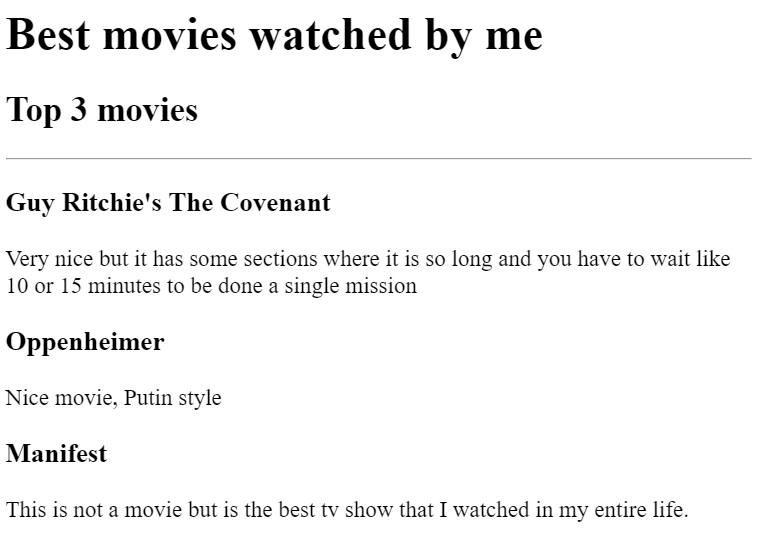 Best movies watched by me
Top 3 movies
Guy Ritchie's The Covenant
Very nice but it has some sections where it is so long and you have to wait like
10 or 15 minutes to be done a single mission
Oppenheimer
Nice movie, Putin style
Manifest
This is not a movie but is the best tv show that I watched in my entire life.